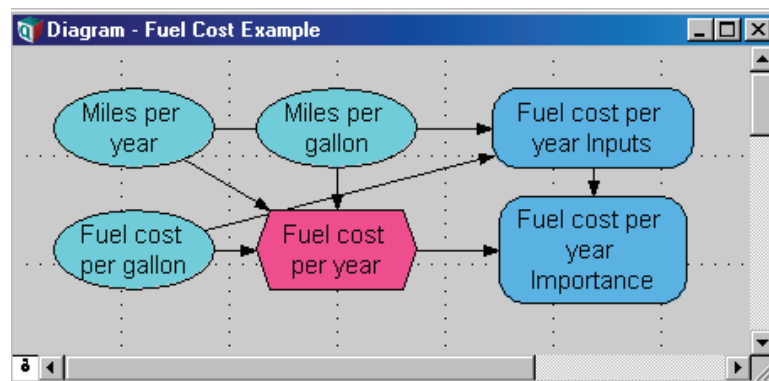 Diagram - Fuel Cost Example
Miles per
year
Miles per
gallon
Fuel cost per
year Inputs
Fuel cost
per gallon
Fuel cost
per year
Fuel cost per
year
Importance